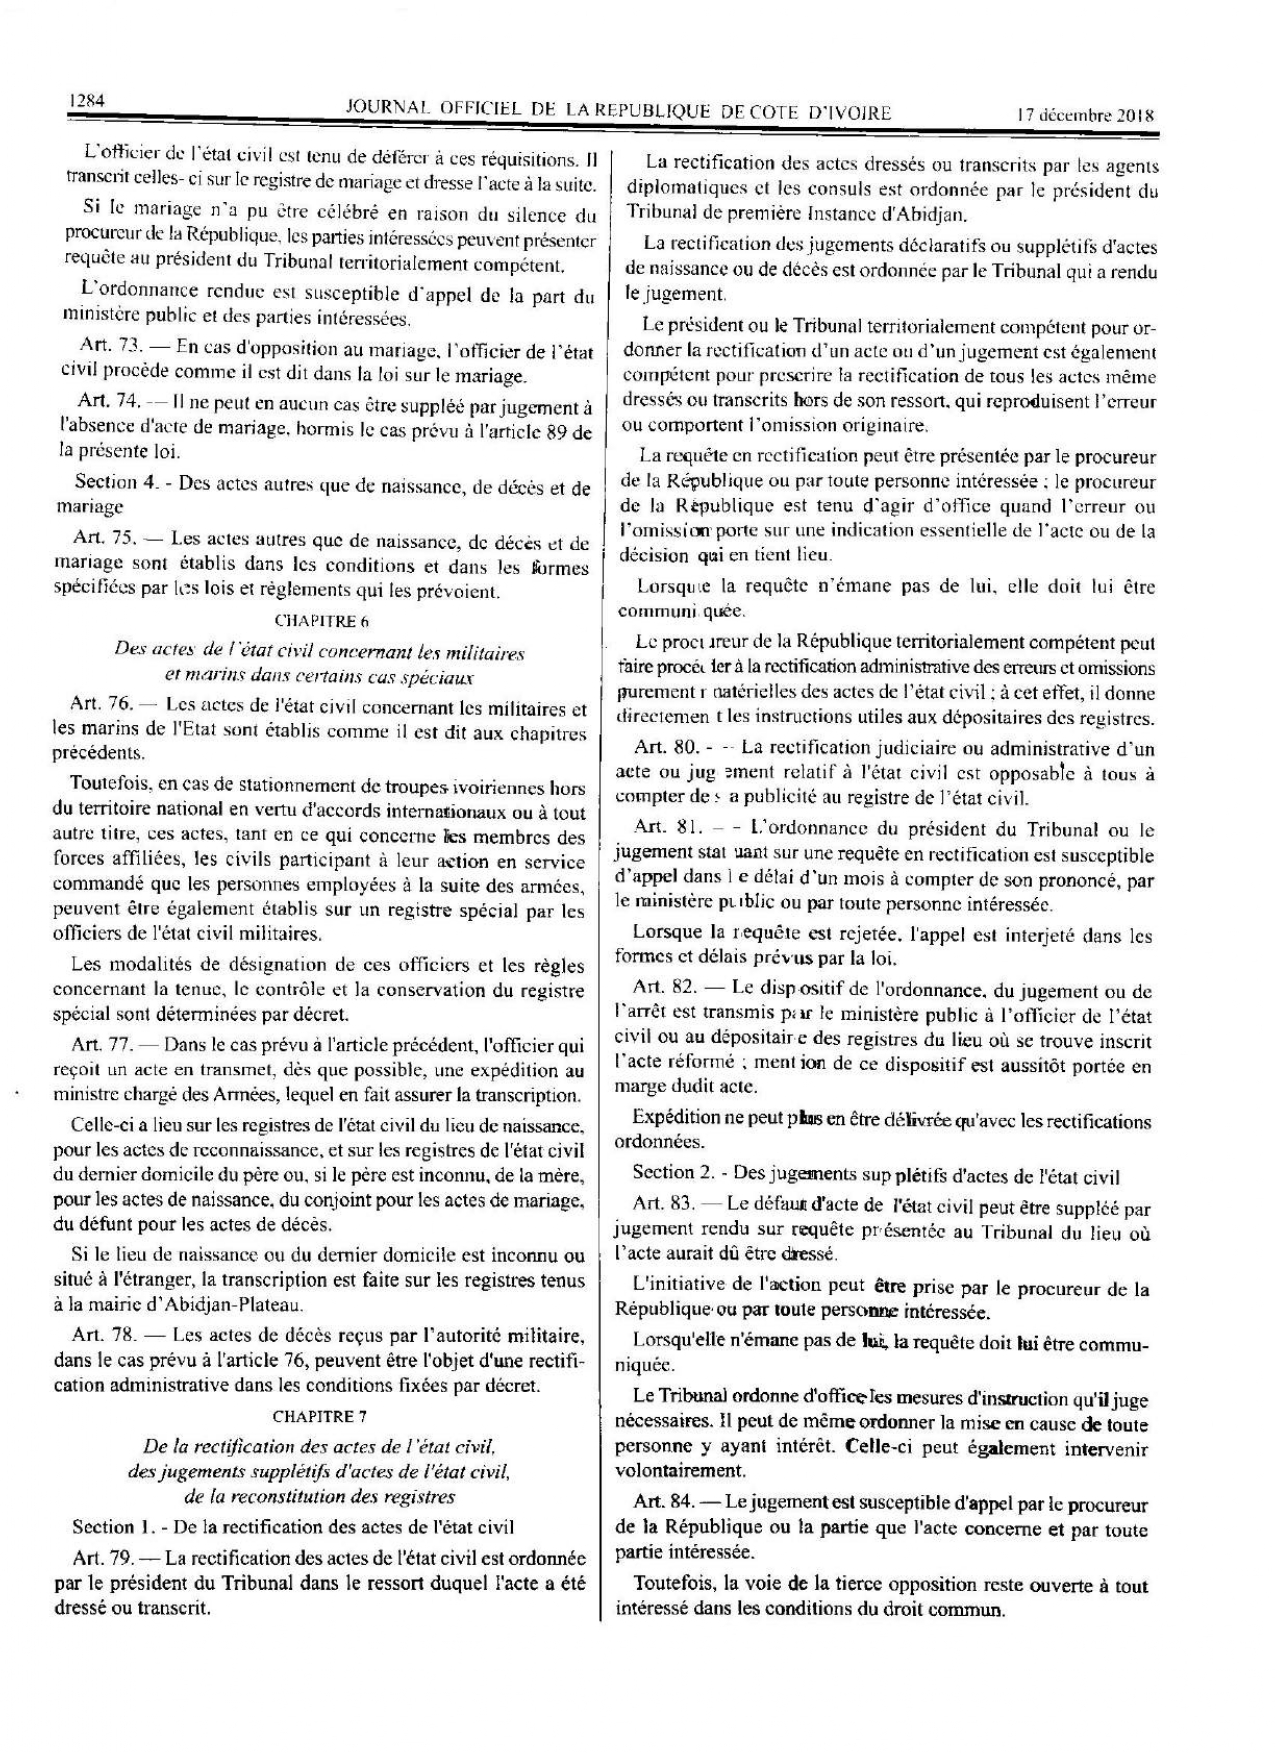 1284
JOURNAL OFFICIEL DE LA REPUBLIQUE DE COTE D'IVOIRE
17 décembre 2018
L'officier de l'état civil est tenu de déférer à ces réquisitions. Il
transcrit celles- ci sur le registre de mariage et dresse l'acte à la suite.
Si le mariage n'a pu être célébré en raison du silence du
procureur de la République, les parties intéressées peuvent présenter
requête au président du Tribunal territorialement compétent.
L'ordonnance rendue est susceptible d'appel de la part du
ministère public et des parties intéressées.
Art. 73. — En cas d'opposition au mariage, l'officier de l'état
civil procède comme il est dit dans la loi sur le mariage.
Art. 74. — Il ne peut en aucun cas être suppléé par jugement à
l'absence d'acte de mariage, hormis le cas prévu à l'article 89 de
la présente loi.
Section 4. - Des actes autres que de naissance, de décès et de
mariage
Art. 75. — Les actes autres que de naissance, de décès et de
mariage sont établis dans les conditions et dans les formes
spécifiées par les lois et règlements qui les prévoient.
CHAPITRE 6
Des actes de l'état civil concernant les militaires
et marins dans certains cas spéciaux
Art. 76. — Les actes de l'état civil concernant les militaires et
les marins de l'Etat sont établis comme il est dit aux chapitres
précédents.
Toutefois, en cas de stationnement de troupes ivoiriennes hors
du territoire national en vertu d'accords internationaux ou à tout
autre titre, ces actes, tant en ce qui concerne les membres des
forces affiliées, les civils participant à leur action en service
commandé que les personnes employées à la suite des armées,
peuvent être également établis sur un registre spécial par les
officiers de l'état civil militaires.
Les modalités de désignation de ces officiers et les règles
concernant la tenue, le contrôle et la conservation du registre
spécial sont déterminées par décret.
Art. 77. — Dans le cas prévu à l'article précédent, l'officier qui
reçoit un acte en transmet, dès que possible, une expédition au
ministre chargé des Armées, lequel en fait assurer la transcription.
Celle-ci a lieu sur les registres de l'état civil du lieu de naissance,
pour les actes de reconnaissance, et sur les registres de l'état civil
du dernier domicile du père ou, si le père est inconnu, de la mère,
pour les actes de naissance, du conjoint pour les actes de mariage,
du défunt pour les actes de décès.
Si le lieu de naissance ou du dernier domicile est inconnu ou
situé à l'étranger, la transcription est faite sur les registres tenus
à la mairie d'Abidjan-Plateau.
Art. 78. — Les actes de décès reçus par l'autorité militaire,
dans le cas prévu à l'article 76, peuvent être l'objet d'une rectifi-
cation administrative dans les conditions fixées par décret.
CHAPITRE 7
De la rectification des actes de l'état civil,
des jugements supplétifs d'actes de l'état civil,
de la reconstitution des registres
Section 1. - De la rectification des actes de l'état civil
Art. 79. — La rectification des actes de l'état civil est ordonnée
par le président du Tribunal dans le ressort duquel l'acte a été
dressé ou transcrit.
La rectification des actes dressés ou transcrits par les agents
diplomatiques et les consuls est ordonnée par le président du
Tribunal de première Instance d'Abidjan.
La rectification des jugements déclaratifs ou supplétifs d'actes
de naissance ou de décès est ordonnée par le Tribunal qui a rendu
le jugement.
Le président ou le Tribunal territorialement compétent pour or-
donner la rectification d'un acte ou d'un jugement est également
compétent pour prescrire la rectification de tous les actes même
dressés ou transcrits hors de son ressort, qui reproduisent l'erreur
ou comportent l'omission originaire.
La requête en rectification peut être présentée par le procureur
de la République ou par toute personne intéressée ; le procureur
de la République est tenu d'agir d'office quand l'erreur ou
l'omission porte sur une indication essentielle de l'acte ou de la
décision qui en tient lieu.
Lorsque la requête n'émane pas de lui, elle doit lui être
communi quée.
Le procureur de la République territorialement compétent peut
faire procéder à la rectification administrative des erreurs et omissions
purement matérielles des actes de l'état civil ; à cet effet, il donne
directement les instructions utiles aux dépositaires des registres.
Art. 80. - -- La rectification judiciaire ou administrative d'un
acte ou jugement relatif à l'état civil est opposable à tous à
compter de sa publicité au registre de l'état civil.
Art. 81. – - L'ordonnance du président du Tribunal ou le
jugement statuant sur une requête en rectification est susceptible
d'appel dans le délai d'un mois à compter de son prononcé, par
le ministère public ou par toute personne intéressée.
Lorsque la requête est rejetée, l'appel est interjeté dans les
formes et délais prévus par la loi.
Art. 82. — Le dispositif de l'ordonnance, du jugement ou de
l'arrêt est transmis par le ministère public à l'officier de l'état
civil ou au dépositaire des registres du lieu où se trouve inscrit
l'acte réformé ; mention de ce dispositif est aussitôt portée en
marge dudit acte.
Expédition ne peut plus en être délivrée qu'avec les rectifications
ordonnées.
Section 2. - Des jugements sup plétifs d'actes de l'état civil
Art. 83. — Le défaut d'acte de l'état civil peut être suppléé par
jugement rendu sur requête présentée au Tribunal du lieu où
l'acte aurait dû être dressé.
L'initiative de l'action peut être prise par le procureur de la
République ou par toute personne intéressée.
Lorsqu'elle n'émane pas de lui, la requête doit lui être commu-
niquée.
Le Tribunal ordonne d'office les mesures d'instruction qu'il juge
nécessaires. Il peut de même ordonner la mise en cause de toute
personne y ayant intérêt. Celle-ci peut également intervenir
volontairement.
Art. 84. — Le jugement est susceptible d'appel par le procureur
de la République ou la partie que l'acte concerne et par toute
partie intéressée.
Toutefois, la voie de la tierce opposition reste ouverte à tout
intéressé dans les conditions du droit commun.